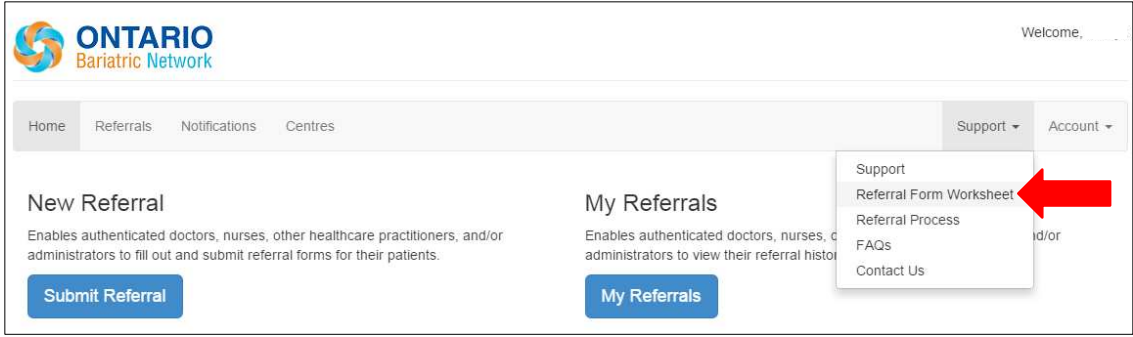 ONTARIO
Bariatric Network
Welcome,
Home Referrals Notifications Centres Support Account
Support
Referral Form Worksheet
Referral Process
FAQs
Contact Us
New Referral
Enables authenticated doctors, nurses, other healthcare practitioners, and/or
administrators to fill out and submit referral forms for their patients.
Submit Referral
My Referrals
Enables authenticated doctors, nurses, d/or
administrators to view their referral
My Referrals